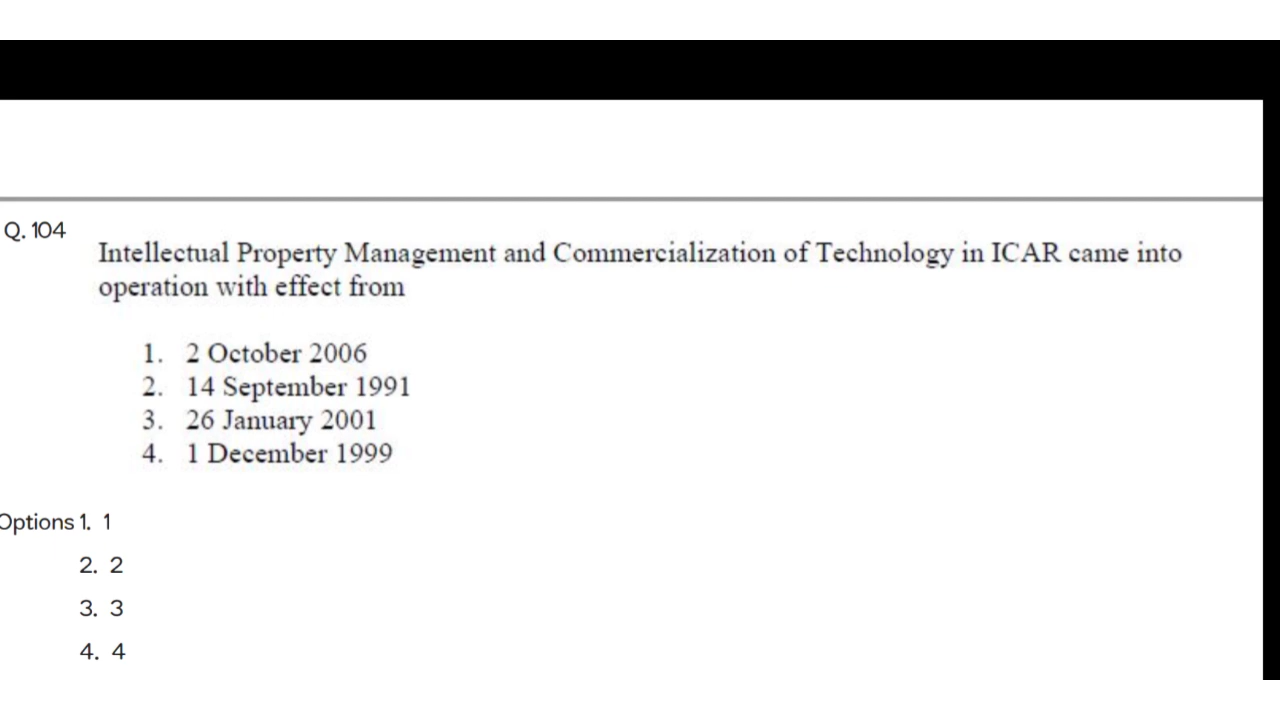 Q. 104
Intellectual Property Management and Commercialization of Technology in ICAR came into
operation with effect from
1. 2 October 2006
2. 14 September 1991
3. 26 January 2001
4. 1 December 1999
Options 1. 1
2. 2
3. 3
4. 4